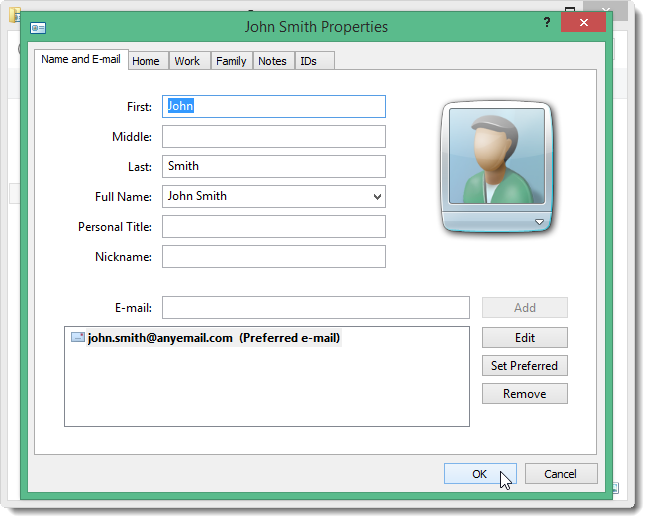 John Smith Properties
?
Name and E-mail Home Work Family Notes IDs
First: John
Middle:
Last: Smith
Full Name: John Smith
Personal Title:
Nickname:
E-mail: Add
john.smith@anyemail.com (Preferred e-mail) Edit
Set Preferred
Remove
OK Cancel